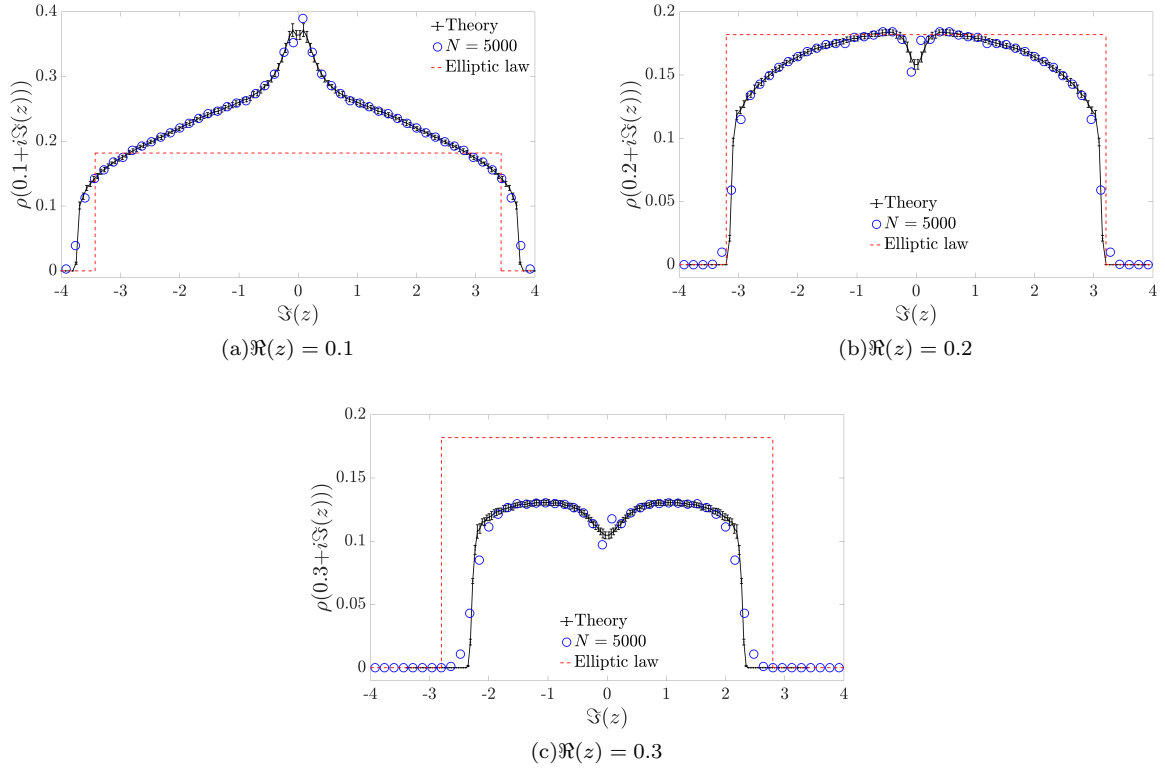 0.4
0.3
0.2
0.1
0
ρ(0.1+iℑ(z)))
Theory
N = 5000
Elliptic law
-4 -3 -2 -1 0 1 2 3 4
ℑ(z)
(a)ℜ(z) = 0.1
0.2
0.15
0.1
0.05
0
ρ(0.2+iℑ(z)))
Theory
N = 5000
Elliptic law
-4 -3 -2 -1 0 1 2 3 4
ℑ(z)
(b)ℜ(z) = 0.2
0.2
0.15
0.1
0.05
0
ρ(0.3+iℑ(z)))
Theory
N = 5000
Elliptic law
-4 -3 -2 -1 0 1 2 3 4
ℑ(z)
(c)ℜ(z) = 0.3